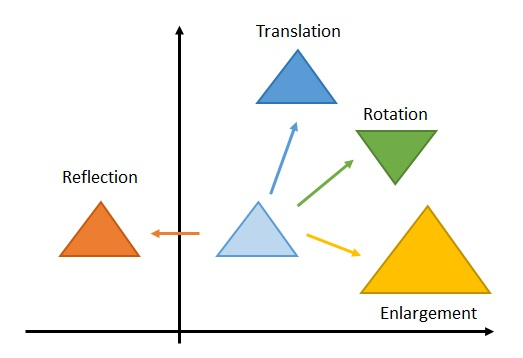 Translation
Rotation
Reflection
Enlargement